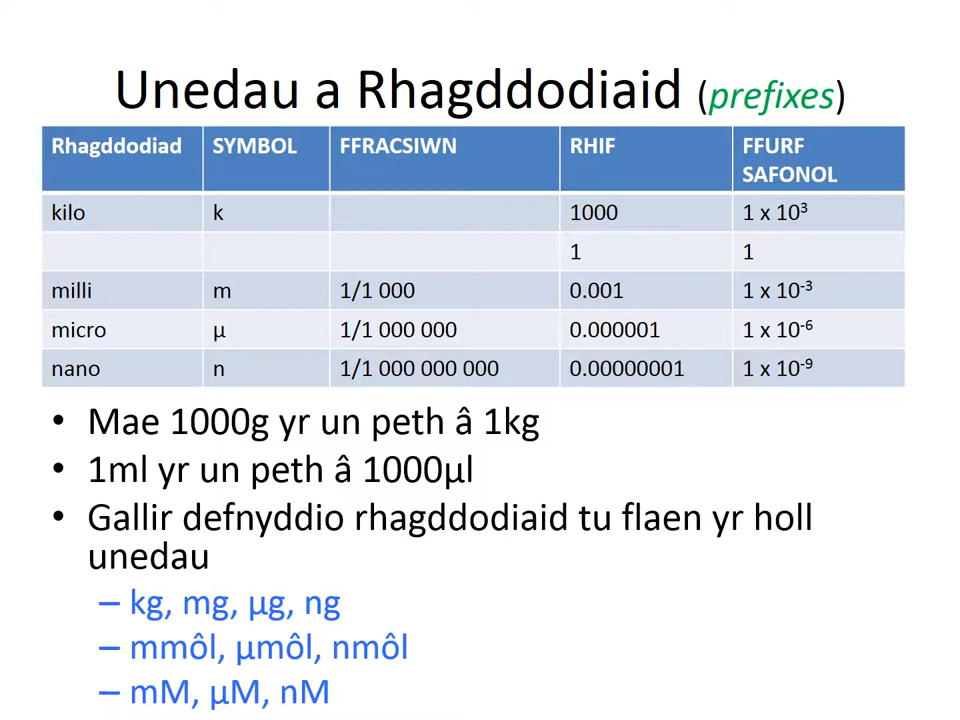 Unedau a Rhagddodiaid (prefixes)
Rhagddodiad SYMBOL FFRACSIWN RHIF FFURF SAFONOL
kilo k 1000 1 x 10³
1 1
milli m 1/1 000 0.001 1 x 10⁻³
micro µ 1/1 000 000 0.000001 1 x 10⁻⁶
nano n 1/1 000 000 000 0.00000001 1 x 10⁻⁹
• Mae 1000g yr un peth â 1kg
• 1ml yr un peth â 1000µl
• Gallir defnyddio rhagddodiaid tu flaen yr holl
unedau
– kg, mg, µg, ng
– mmôl, µmôl, nmôl
– mM, µM, nM